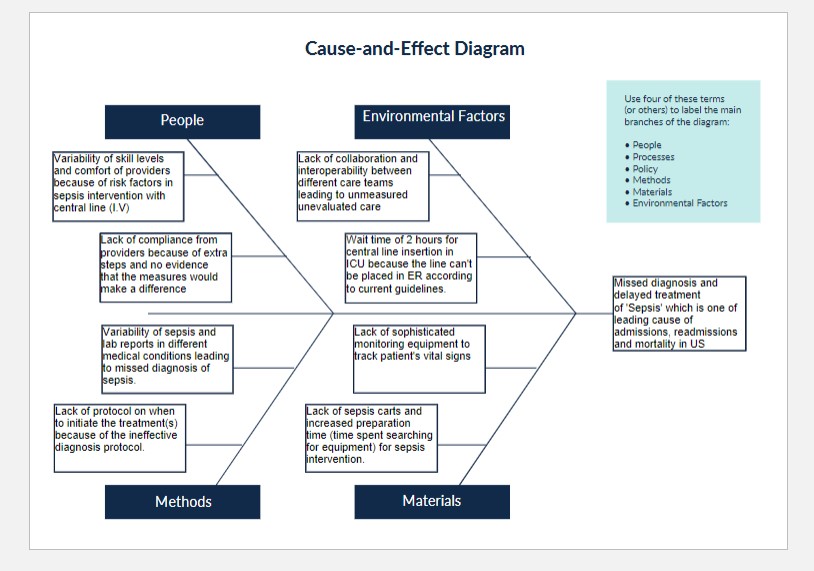 Cause-and-Effect Diagram
People
Environmental Factors
Use four of these terms
(or others) to label the main
branches of the diagram:
• People
• Processes
• Policy
• Methods
• Materials
• Environmental Factors
Variability of skill levels
and comfort of providers
because of risk factors in
sepsis intervention with
central line (I.V)
Lack of collaboration and
interoperability between
different care teams
leading to unmeasured
unevaluated care
Lack of compliance from
providers because of extra
steps and no evidence
that the measures would
make a difference
Wait time of 2 hours for
central line insertion in
ICU because the line can't
be placed in ER according
to current guidelines.
Missed diagnosis and
delayed treatment
of 'Sepsis' which is one of
leading cause of
admissions, readmissions
and mortality in US
Variability of sepsis and
lab reports in different
medical conditions leading
to missed diagnosis of
sepsis.
Lack of sophisticated
monitoring equipment to
track patient's vital signs
Lack of protocol on when
to initiate the treatment(s)
because of the ineffective
diagnosis protocol.
Lack of sepsis carts and
increased preparation
time (time spent searching
for equipment) for sepsis
intervention.
Methods
Materials